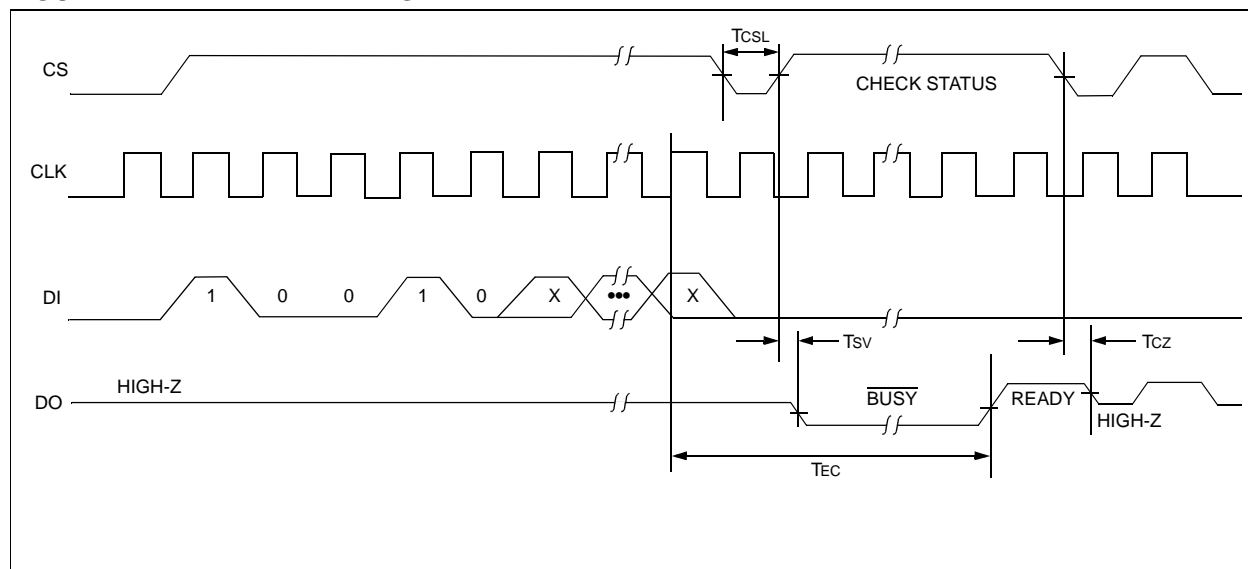 TCSL
CS
CHECK STATUS
CLK
DI
1 0 0 1 0 X ••• X
TSV
TCZ
HIGH-Z
DO
BUSY
READY
HIGH-Z
TEC